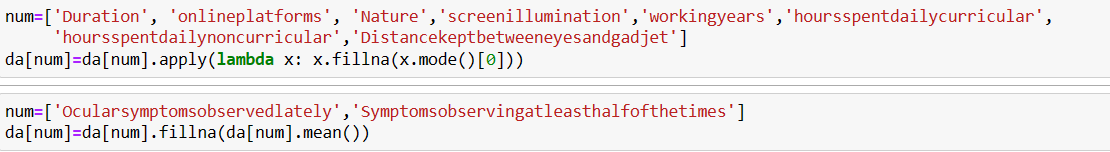 num=['Duration', 'onlineplatforms', 'Nature','screenillumination','workingyears','hoursspentdailycurricular',
'hoursspentdailynoncurricular','Distancekeptbetweeneyesandgadjet']
da[num]=da[num].apply(lambda x: x.fillna(x.mode()[0]))
num=['Ocularsymptomsobservedlately','Symptomsobservingatleasthalfofthetimes']
da[num]=da[num].fillna(da[num].mean())